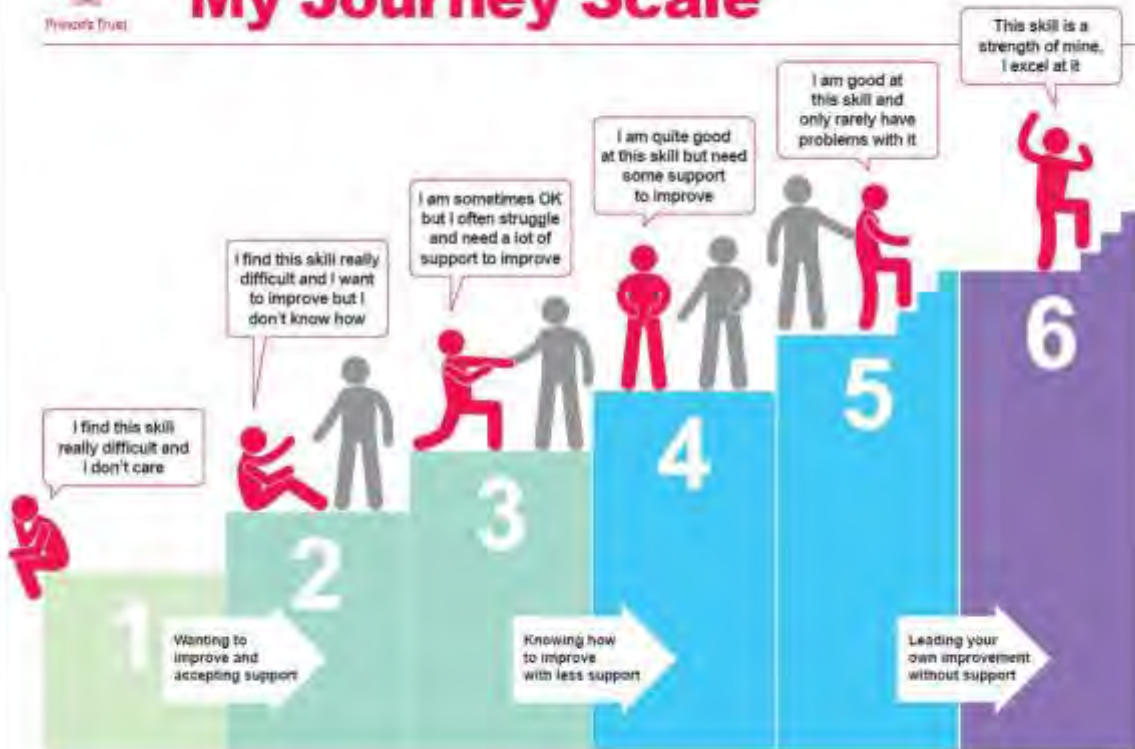 My Journey Scale
Prince's Trust
This skill is a
strength of mine,
I excel at it
I am good at
this skill and
only rarely have
problems with it
I am quite good
at this skill but need
some support
to improve
I am sometimes OK
but I often struggle
and need a lot of
support to improve
I find this skill really
difficult and I want
to improve but I
don't know how
I find this skill
really difficult and
I don't care
1
2
3
4
5
6
Wanting to
improve and
accepting support
Knowing how
to improve
with less support
Leading your
own improvement
without support